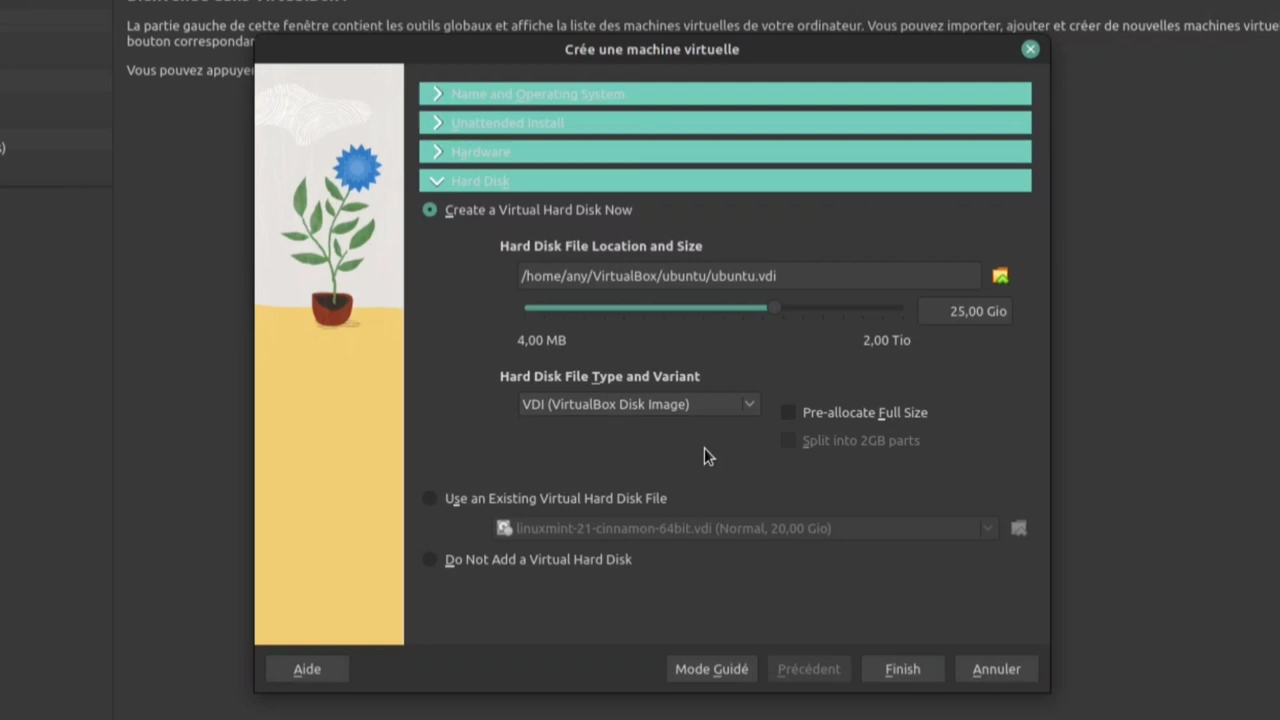 La partie gauche de cette fenêtre contient les outils globaux et affiche la liste des machines virtuelles de votre ordinateur. Vous pouvez importer, ajouter et créer de nouvelles machines virtue
bouton correspondan
Vous pouvez appuye
s)
Crée une machine virtuelle
Name and Operating System
Unattended Install
Hardware
Hard Disk
Create a Virtual Hard Disk Now
Hard Disk File Location and Size
/home/any/VirtualBox/ubuntu/ubuntu.vdi
25,00 Gio
4,00 MB 2,00 Tio
Hard Disk File Type and Variant
VDI (VirtualBox Disk Image)
Pre-allocate Full Size
Split into 2GB parts
Use an Existing Virtual Hard Disk File
linuxmint-21-cinnamon-64bit.vdi (Normal, 20,00 Gio)
Do Not Add a Virtual Hard Disk
Aide Mode Guidé Précédent Finish Annuler